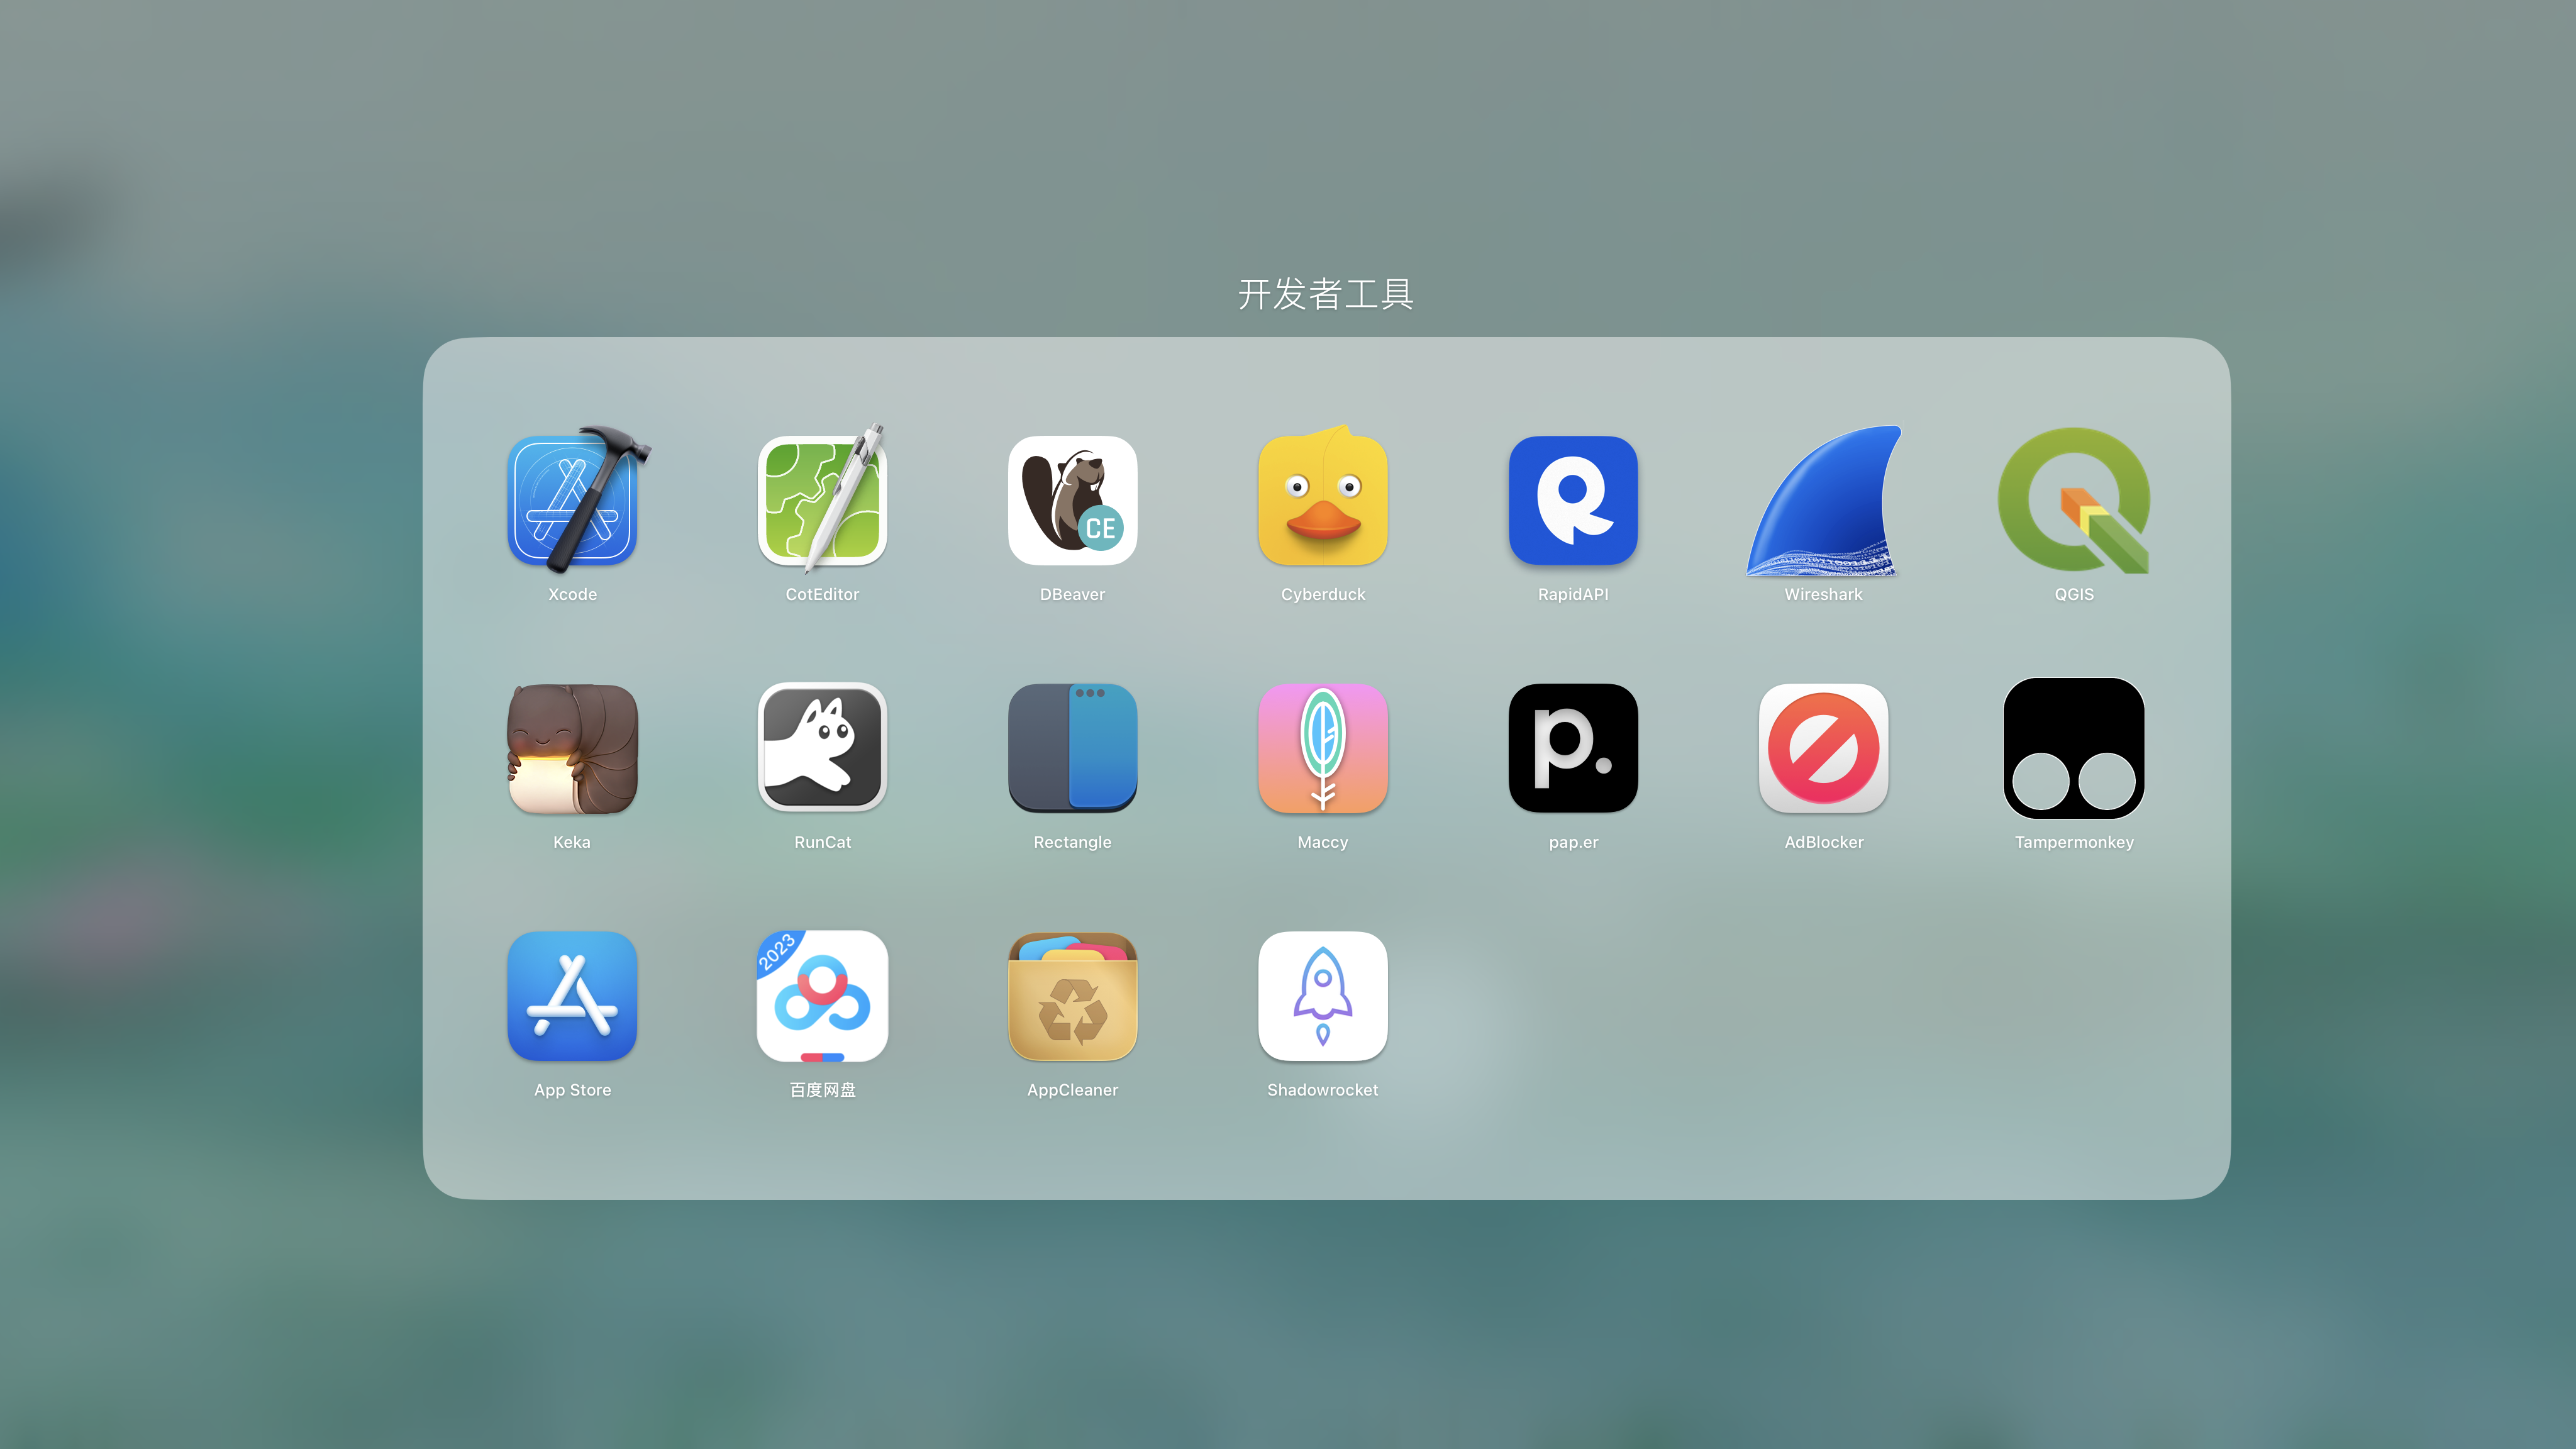 开发者工具
CE
Xcode
CotEditor
DBeaver
Cyberduck
RapidAPI
Wireshark
QGIS
p.
Keka
RunCat
Rectangle
Maccy
pap.er
AdBlocker
Tampermonkey
2023
App Store
百度网盘
AppCleaner
Shadowrocket